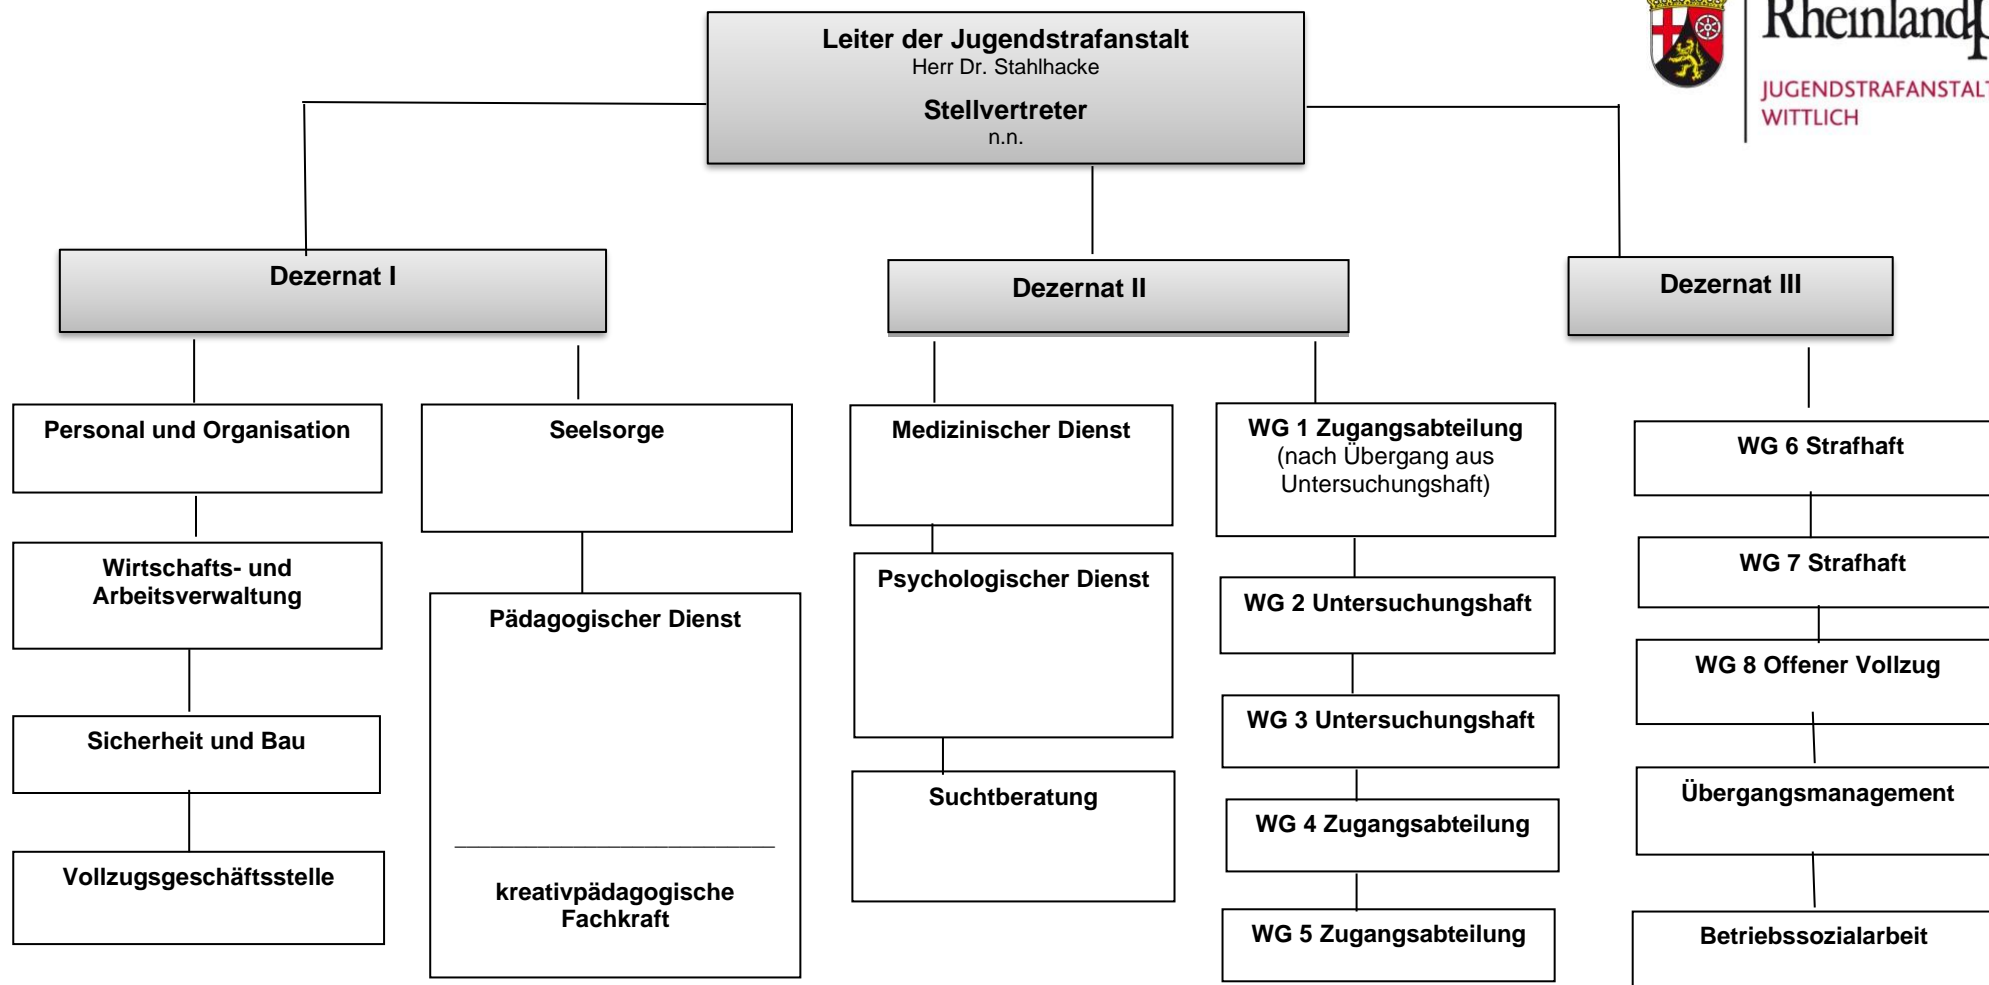 Leiter der Jugendstrafanstalt
Herr Dr. Stahlhacke
Stellvertreter
n.n.
JUGENDSTRAFANSTALT
WITTLICH
Dezernat I
Dezernat II
Dezernat III
Personal und Organisation
Wirtschafts- und
Arbeitsverwaltung
Sicherheit und Bau
Vollzugsgeschäftsstelle
Seelsorge
Pädagogischer Dienst
kreativpädagogische
Fachkraft
Medizinischer Dienst
Psychologischer Dienst
Suchtberatung
WG 1 Zugangsabteilung
(nach Übergang aus
Untersuchungshaft)
WG 2 Untersuchungshaft
WG 3 Untersuchungshaft
WG 4 Zugangsabteilung
WG 5 Zugangsabteilung
WG 6 Strafhaft
WG 7 Strafhaft
WG 8 Offener Vollzug
Übergangsmanagement
Betriebssozialarbeit